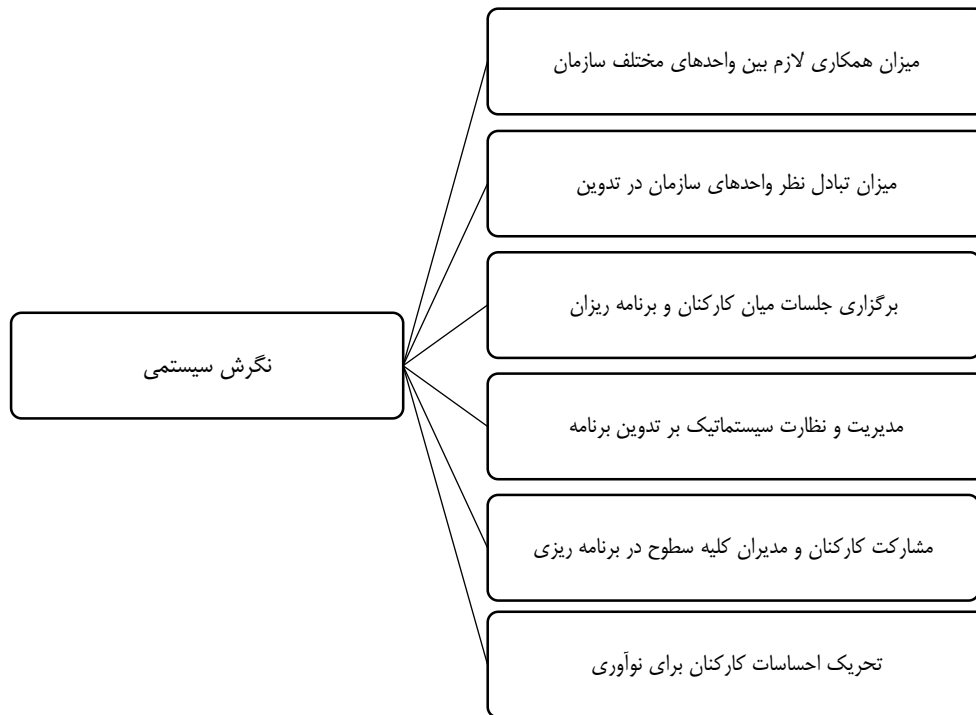 میزان همکاری لازم بین واحدهای مختلف سازمان
میزان تبادل نظر واحدهای سازمان در تدوین
برگزاری جلسات میان کارکنان و برنامه ریزان
نگرش سیستمی
مدیریت و نظارت سیستماتیک بر تدوین برنامه
مشارکت کارکنان و مدیران کلیه سطوح در برنامه ریزی
تحریک احساسات کارکنان برای نوآوری